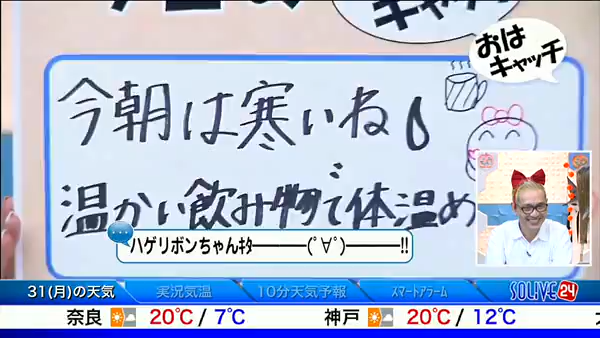 キャッチ
おは
キャッチ
今朝は寒いね
温かい飲み物で体温め
ハゲリボンちゃんｷﾀ━━━━(ﾟ∀ﾟ)━━━━!!
31(月)の天気 実況気温 10分天気予報 ｽﾏｰﾄｱﾗｰﾑ SOLiVE24
奈良 20℃ / 7℃ 神戸 20℃ / 12℃